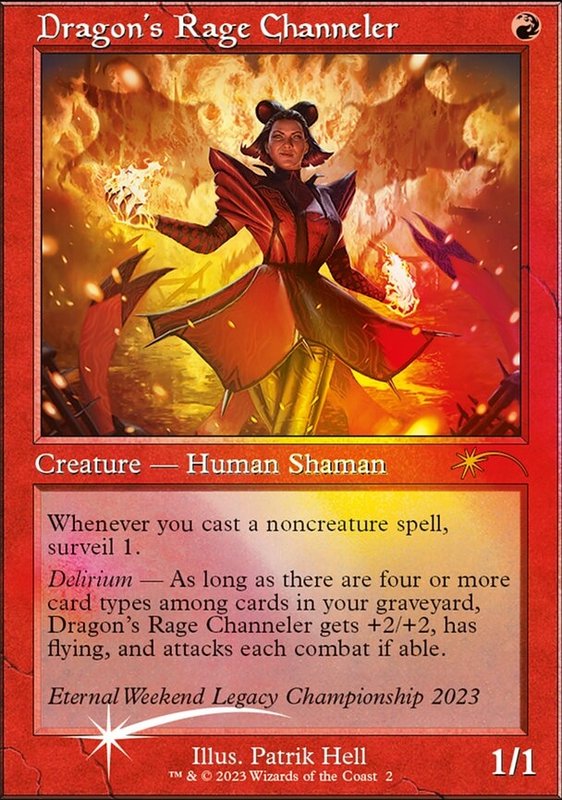 Dragon's Rage Channeler
Creature — Human Shaman
Whenever you cast a noncreature spell,
surveil 1.
Delirium — As long as there are four or more
card types among cards in your graveyard,
Dragon's Rage Channeler gets +2/+2, has
flying, and attacks each combat if able.
Eternal Weekend Legacy Championship 2023
Illus. Patrik Hell
1/1
™ & © 2023 Wizards of the Coast 2